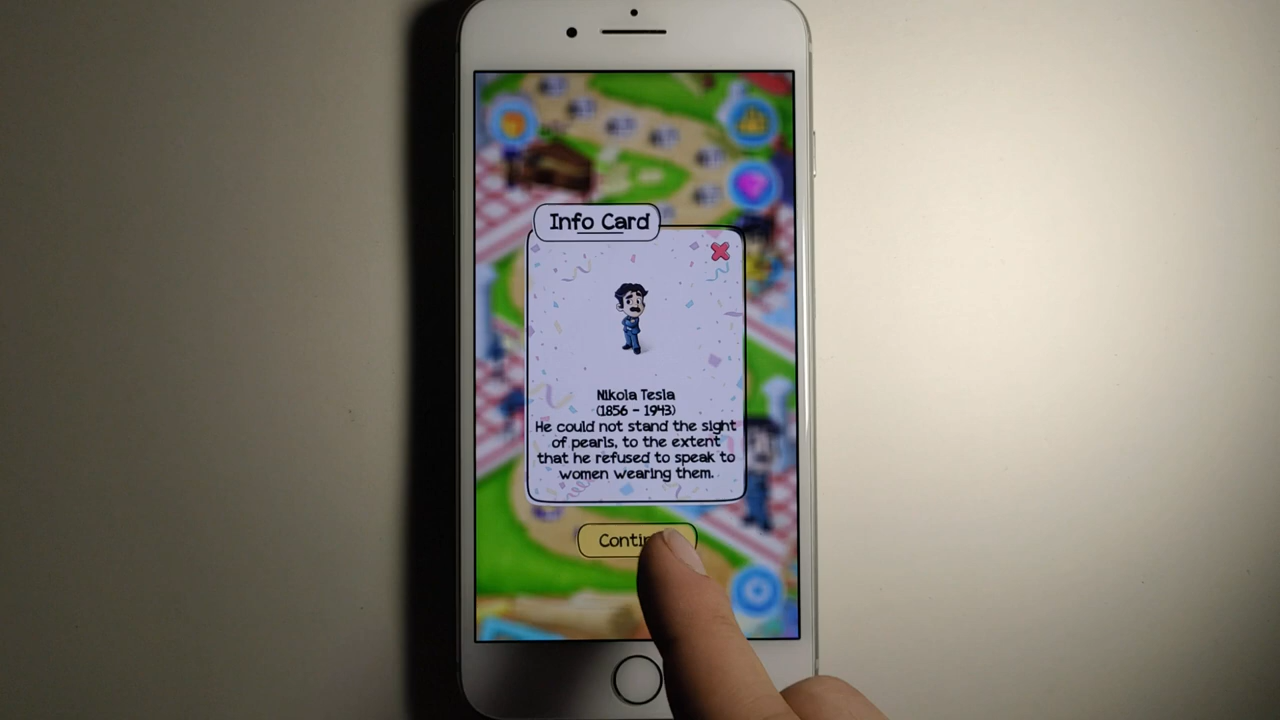 Info Card
Nikola Tesla
(1856 - 1943)
He could not stand the sight
of pearls, to the extent
that he refused to speak to
women wearing them.